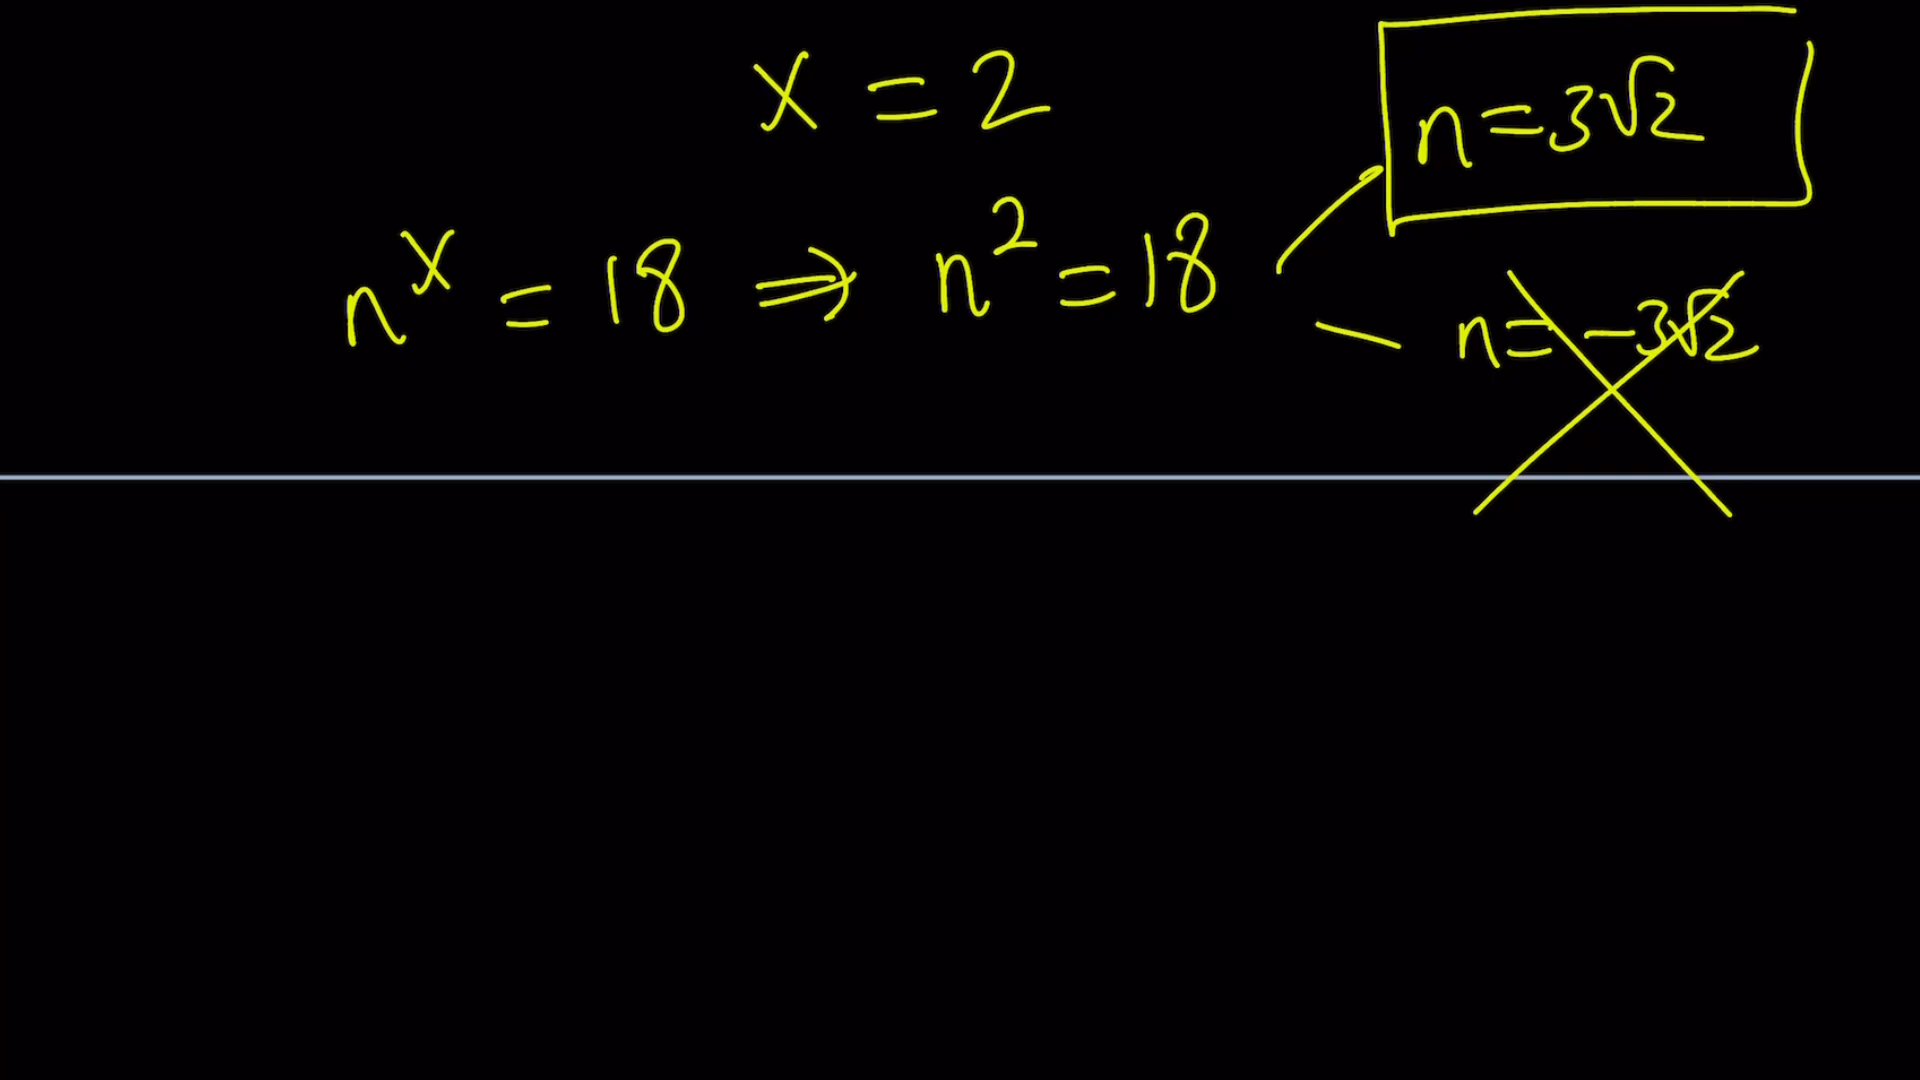 x = 2
n = 3√2
nˣ = 18 ⇒ n² = 18
n = -3√2